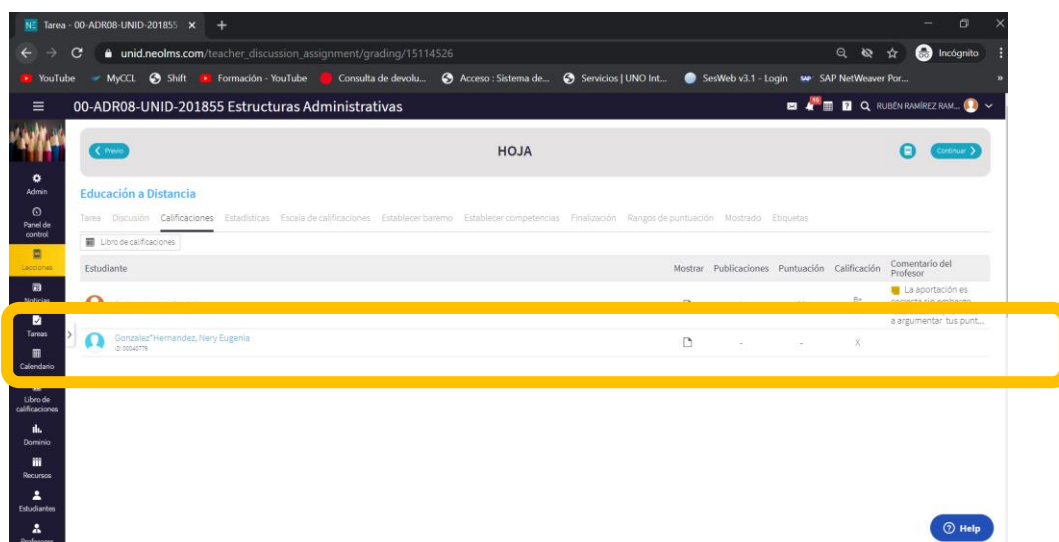 Tarea - 00-ADR08-UNID-201855
unid.neolms.com/teacher_discussion_assignment/grading/15114526
Incógnito
YouTube MyCCL Shift Formación - YouTube Consulta de devolu... Acceso : Sistema de... Servicios | UNO Int... SesWeb v3.1 - Login SAP NetWeaver Por... »
00-ADR08-UNID-201855 Estructuras Administrativas
RUBÉN RAMÍREZ RAM...
Previo
HOJA
Continuar
Admin
Panel de
control
Lecciones
Noticias
Tareas
Calendario
Libro de
calificaciones
Dominio
Recursos
Estudiantes
Educación a Distancia
Tarea Discusión Calificaciones Estadísticas Escala de calificaciones Establecer baremo Establecer competencias Finalización Rangos de puntuación Mostrado Etiquetas
Libro de calificaciones
Estudiante Mostrar Publicaciones Puntuación Calificación Comentario del
Profesor
La aportación es
a argumentar tus punt...
Gonzalez*Hernandez, Nery Eugenia - - X
ID: 00040779
Help